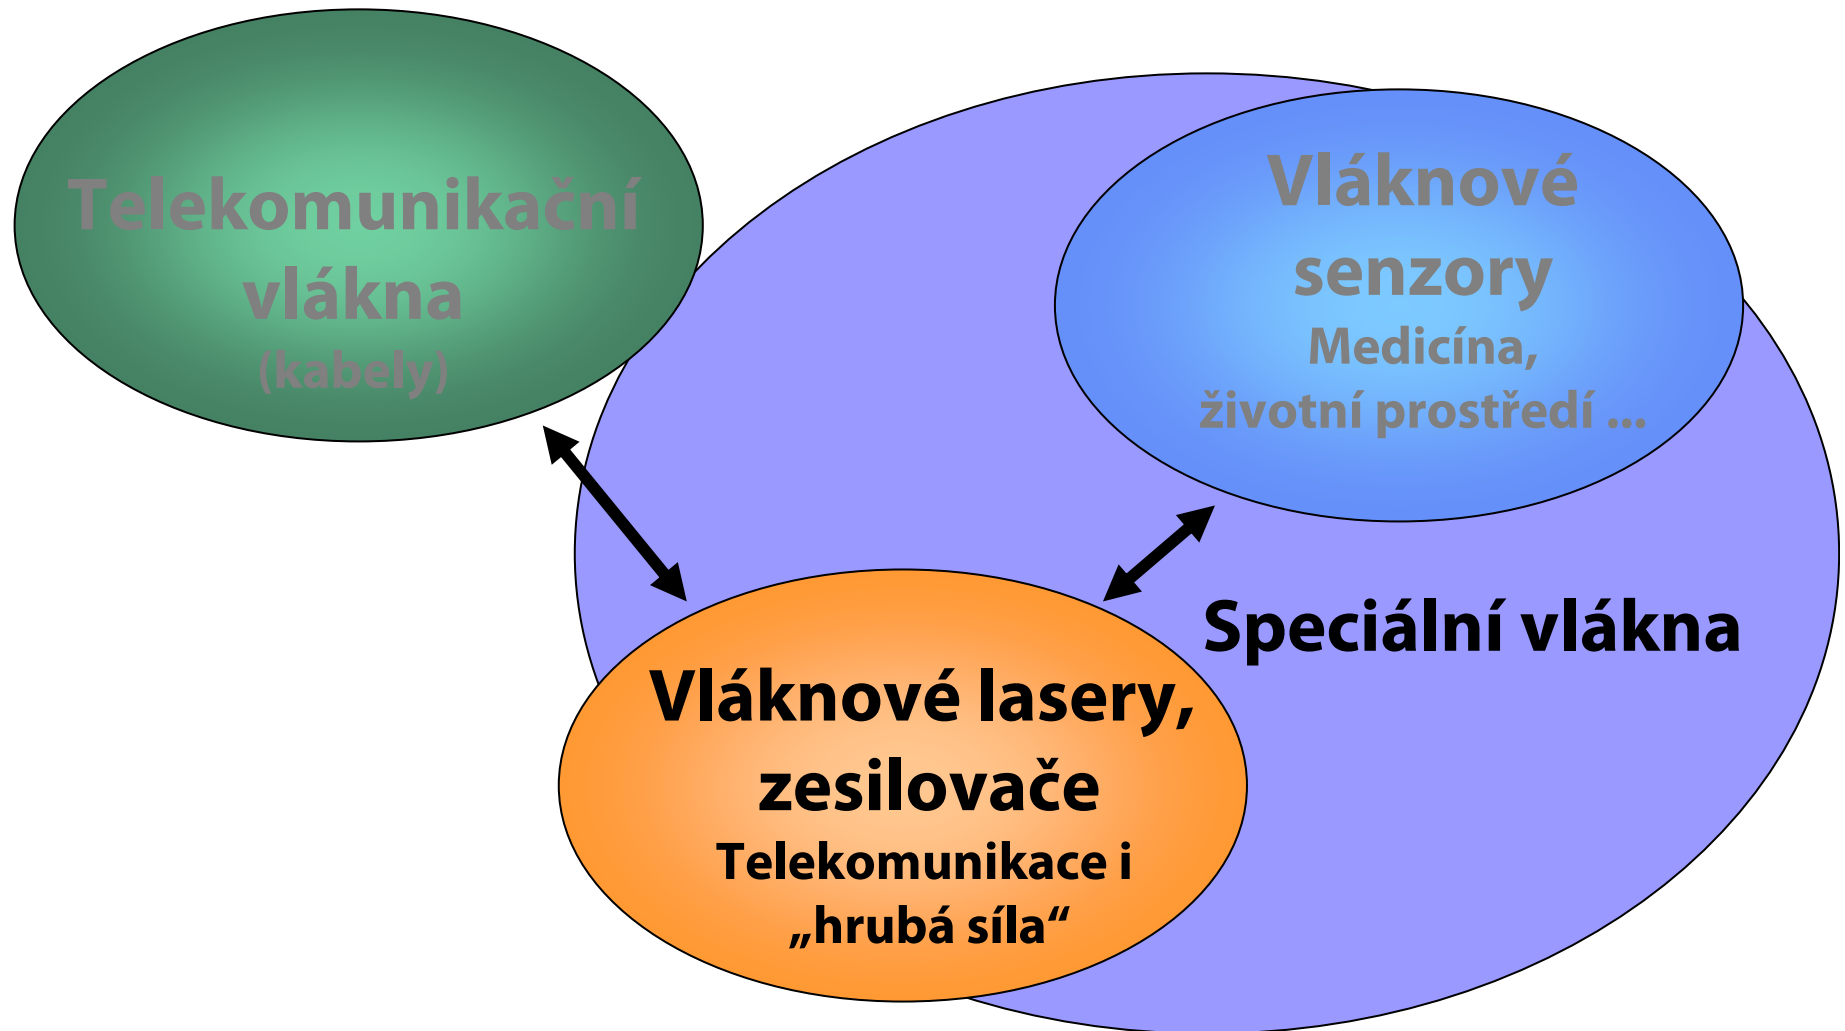 Telekomunikační
vlákna
(kabely)
Vláknové
senzory
Medicína,
životní prostředí ...
Speciální vlákna
Vláknové lasery,
zesilovače
Telekomunikace i
„hrubá síla“